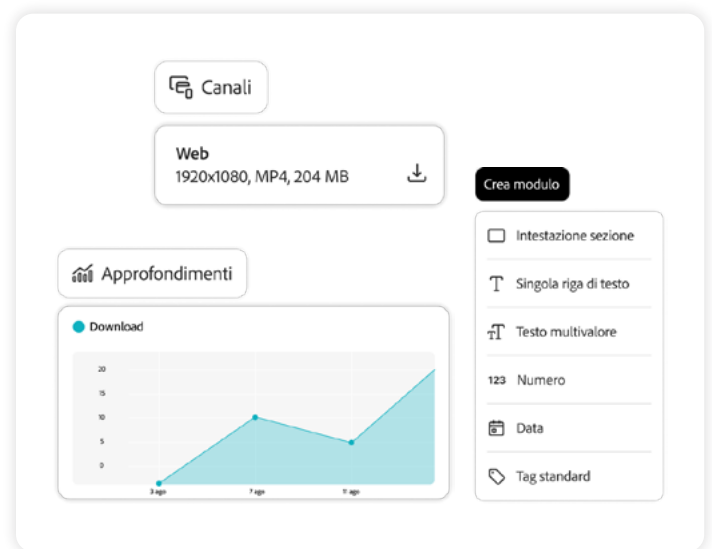 Canali
Web
1920x1080, MP4, 204 MB
Crea modulo
Intestazione sezione
Singola riga di testo
Testo multivalore
123 Numero
Data
Tag standard
Approfondimenti
Download
20
15
10
5
0
3 ago
7 ago
11 ago